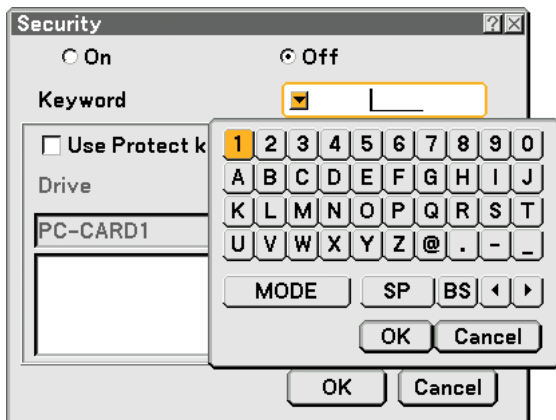 Security
On Off
Keyword
Use Protect k
Drive
PC-CARD1
1 2 3 4 5 6 7 8 9 0
A B C D E F G H I J
K L M N O P Q R S T
U V W X Y Z @ . - _
MODE SP BS
OK Cancel
OK Cancel